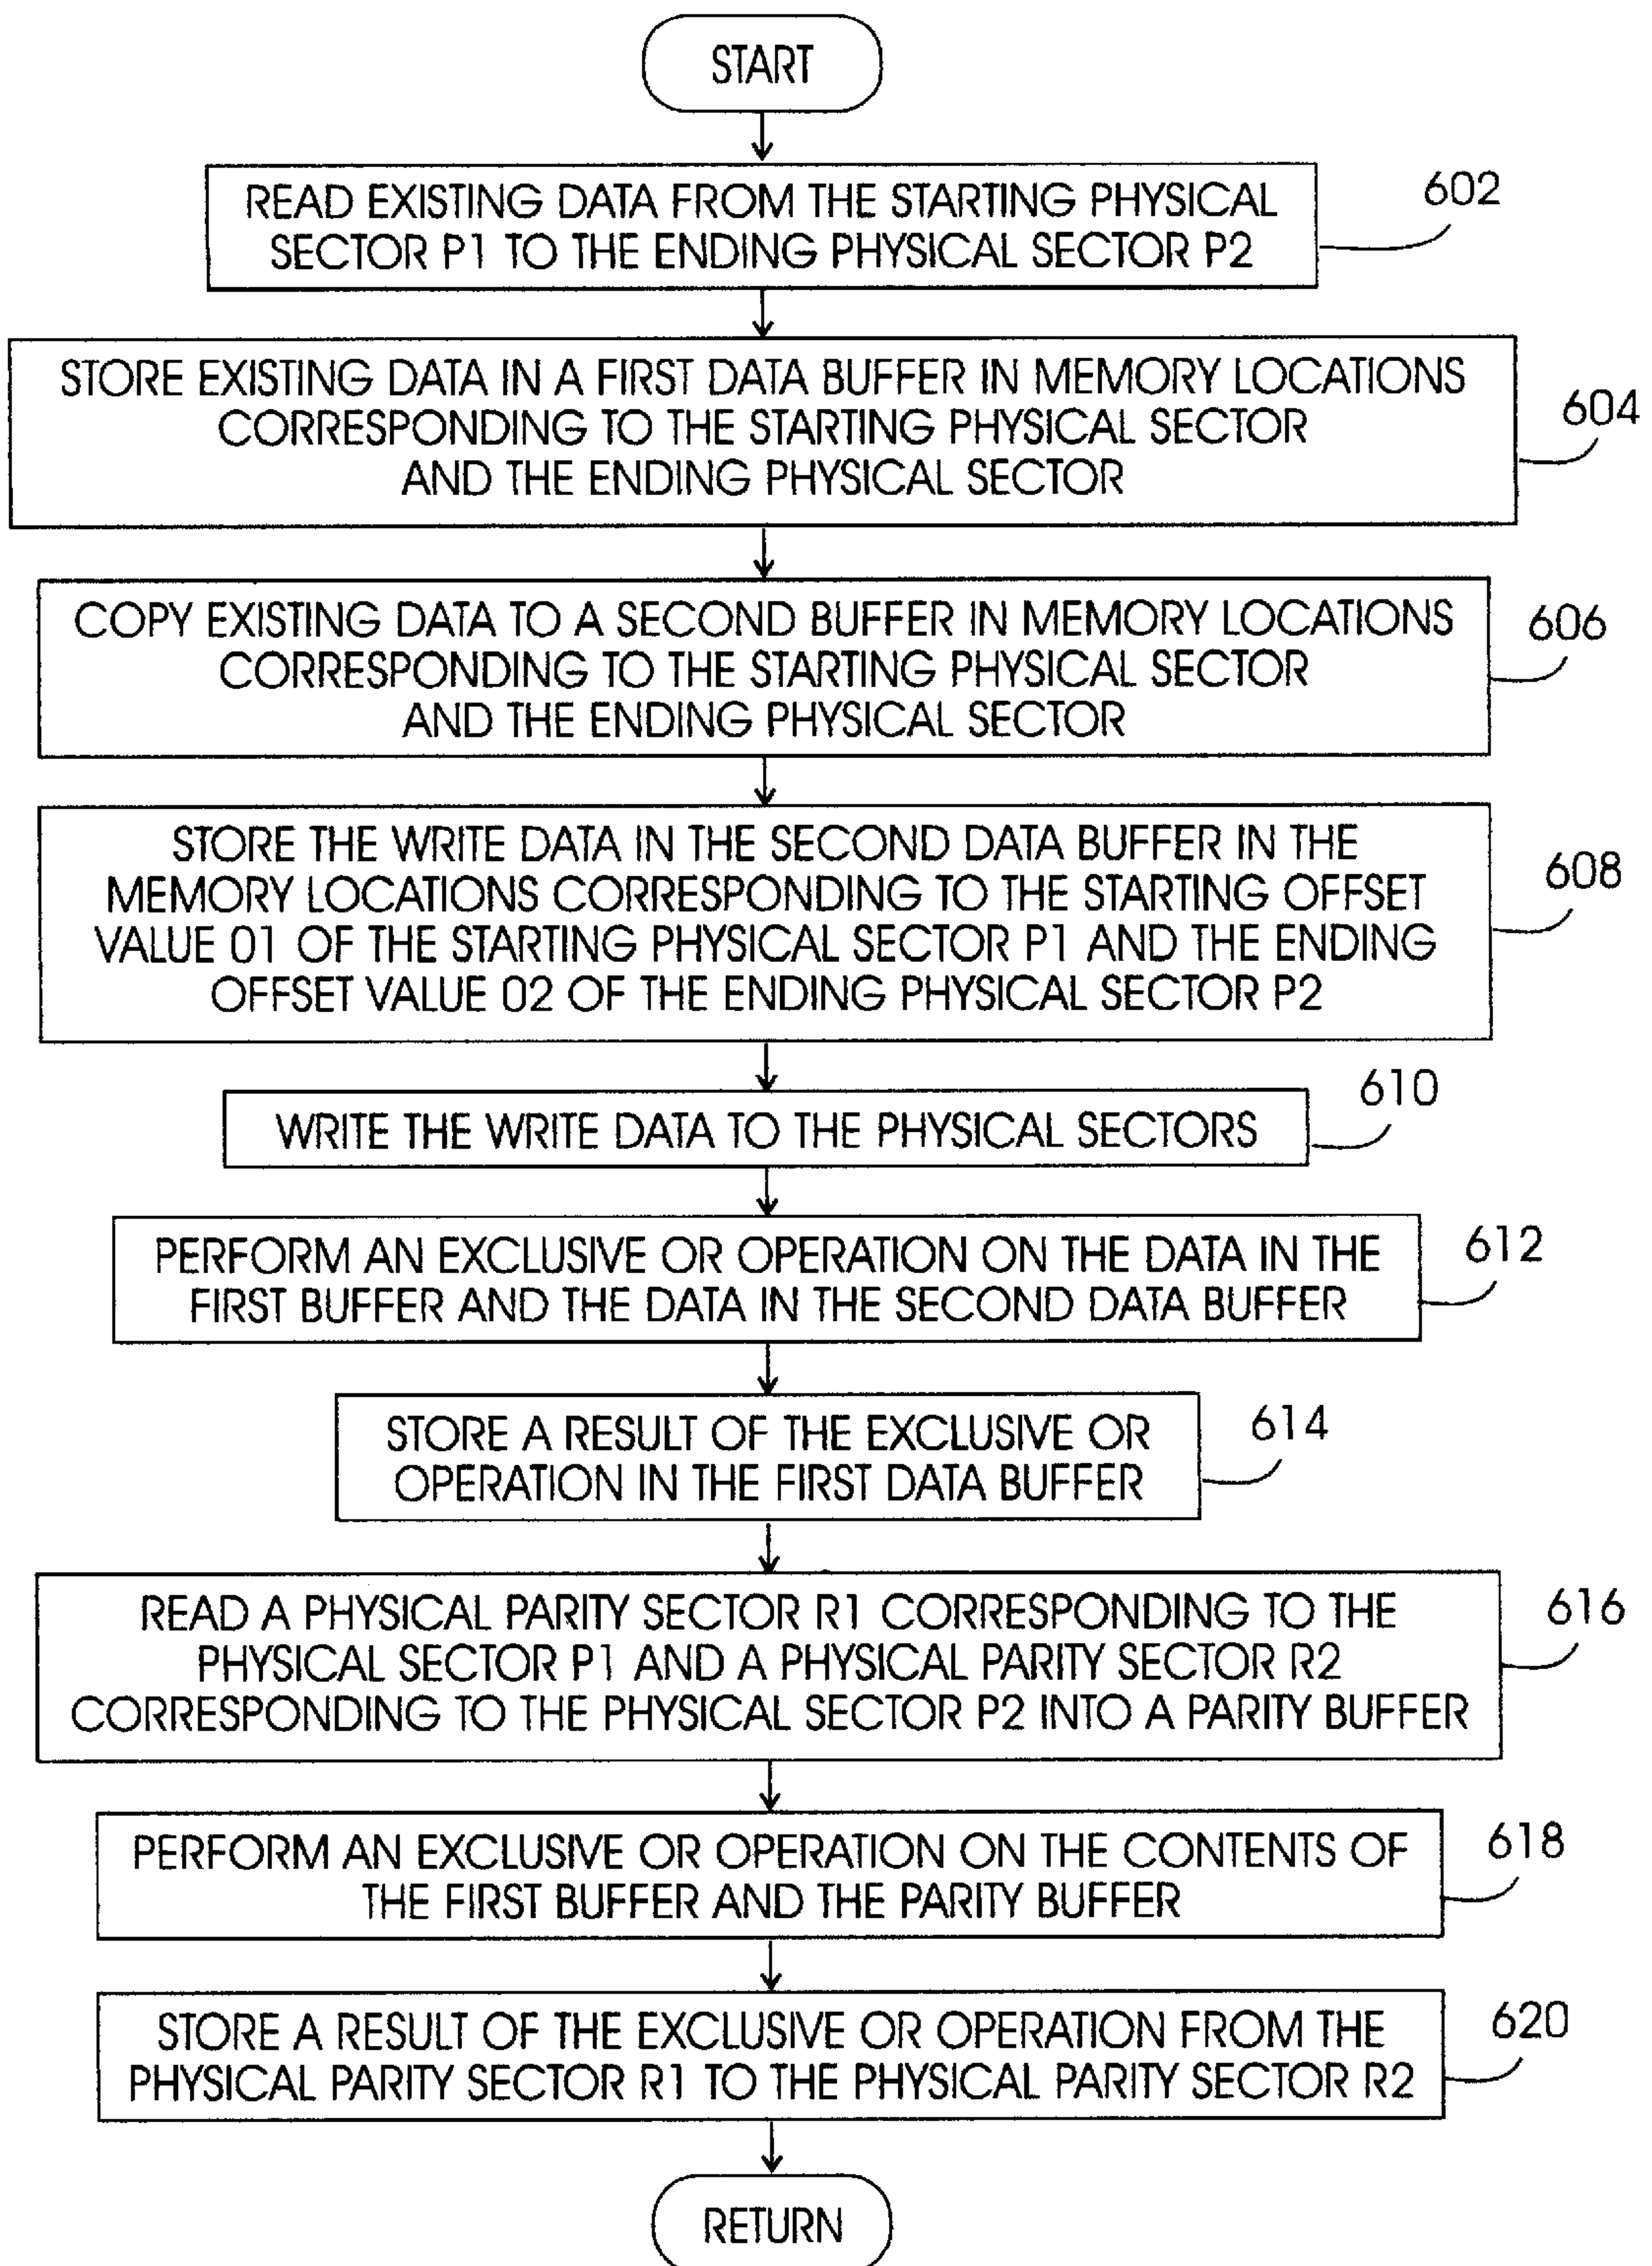 START
READ EXISTING DATA FROM THE STARTING PHYSICAL
SECTOR P1 TO THE ENDING PHYSICAL SECTOR P2
602
STORE EXISTING DATA IN A FIRST DATA BUFFER IN MEMORY LOCATIONS
CORRESPONDING TO THE STARTING PHYSICAL SECTOR
AND THE ENDING PHYSICAL SECTOR
604
COPY EXISTING DATA TO A SECOND BUFFER IN MEMORY LOCATIONS
CORRESPONDING TO THE STARTING PHYSICAL SECTOR
AND THE ENDING PHYSICAL SECTOR
606
STORE THE WRITE DATA IN THE SECOND DATA BUFFER IN THE
MEMORY LOCATIONS CORRESPONDING TO THE STARTING OFFSET
VALUE 01 OF THE STARTING PHYSICAL SECTOR P1 AND THE ENDING
OFFSET VALUE 02 OF THE ENDING PHYSICAL SECTOR P2
608
WRITE THE WRITE DATA TO THE PHYSICAL SECTORS
610
PERFORM AN EXCLUSIVE OR OPERATION ON THE DATA IN THE
FIRST BUFFER AND THE DATA IN THE SECOND DATA BUFFER
612
STORE A RESULT OF THE EXCLUSIVE OR
OPERATION IN THE FIRST DATA BUFFER
614
READ A PHYSICAL PARITY SECTOR R1 CORRESPONDING TO THE
PHYSICAL SECTOR P1 AND A PHYSICAL PARITY SECTOR R2
CORRESPONDING TO THE PHYSICAL SECTOR P2 INTO A PARITY BUFFER
616
PERFORM AN EXCLUSIVE OR OPERATION ON THE CONTENTS OF
THE FIRST BUFFER AND THE PARITY BUFFER
618
STORE A RESULT OF THE EXCLUSIVE OR OPERATION FROM THE
PHYSICAL PARITY SECTOR R1 TO THE PHYSICAL PARITY SECTOR R2
620
RETURN